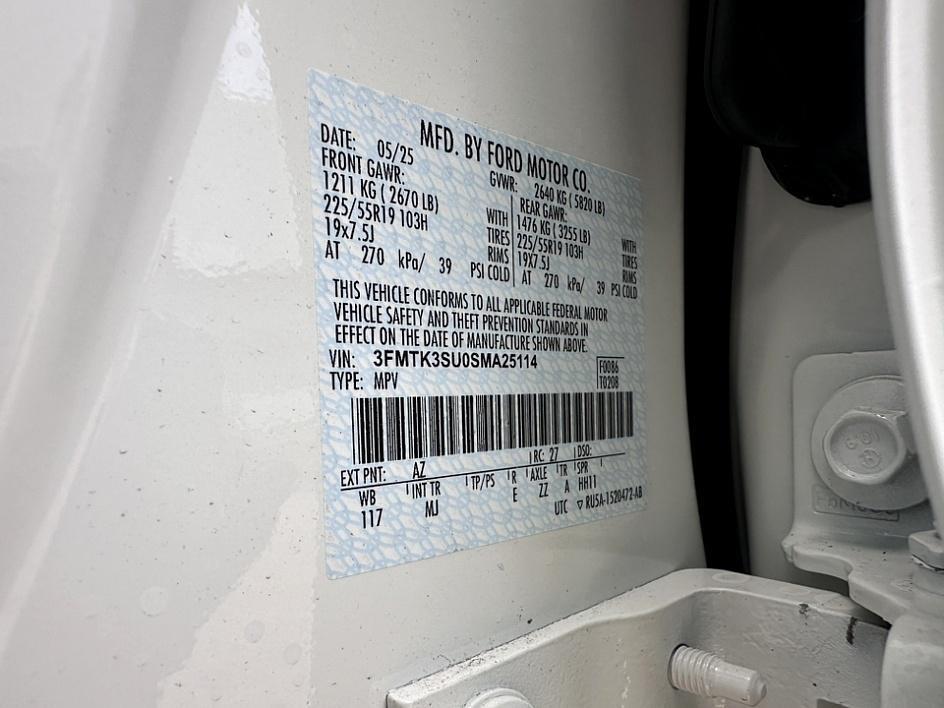 MFD. BY FORD MOTOR CO.
DATE: 05/25 GVWR: 2640 KG ( 5820 LB)
FRONT GAWR: REAR GAWR:
1211 KG ( 2670 LB) WITH 1476 KG ( 3255 LB) WITH
225/55R19 103H TIRES 225/55R19 103H TIRES
19x7.5J RIMS 19X7.5J RIMS
AT 270 kPa/ 39 PSI COLD AT 270 kPa/ 39 PSI COLD
THIS VEHICLE CONFORMS TO ALL APPLICABLE FEDERAL MOTOR
VEHICLE SAFETY AND THEFT PREVENTION STANDARDS IN
EFFECT ON THE DATE OF MANUFACTURE SHOWN ABOVE.
VIN: 3FMTK3SU0SMA25114 F0086
TYPE: MPV T0208
EXT PNT: AZ RC: 27 DSO:
WB INT TR TP/PS R AXLE TR SPR
117 MJ E ZZ A HH11
UTC ▽ RU5A-1520472-AB